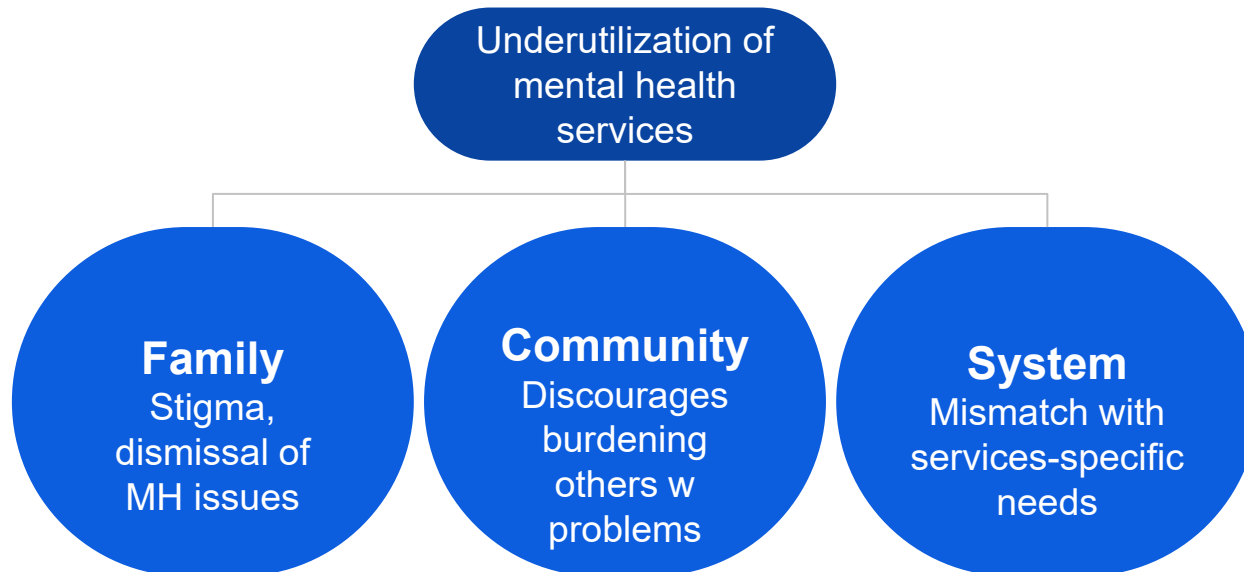 Underutilization of
mental health
services
Family
Stigma,
dismissal of
MH issues
Community
Discourages
burdening
others w
problems
System
Mismatch with
services-specific
needs